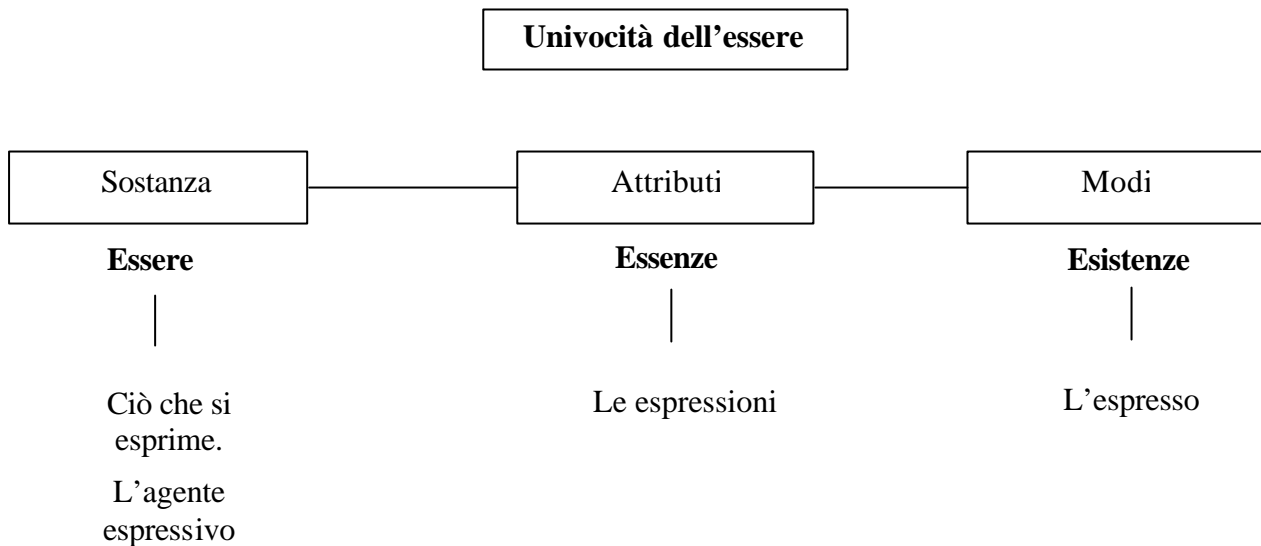 Univocità dell’essere
Sostanza
Attributi
Modi
Essere
Essenze
Esistenze
Ciò che si
esprime.
L’agente
espressivo
Le espressioni
L’espresso